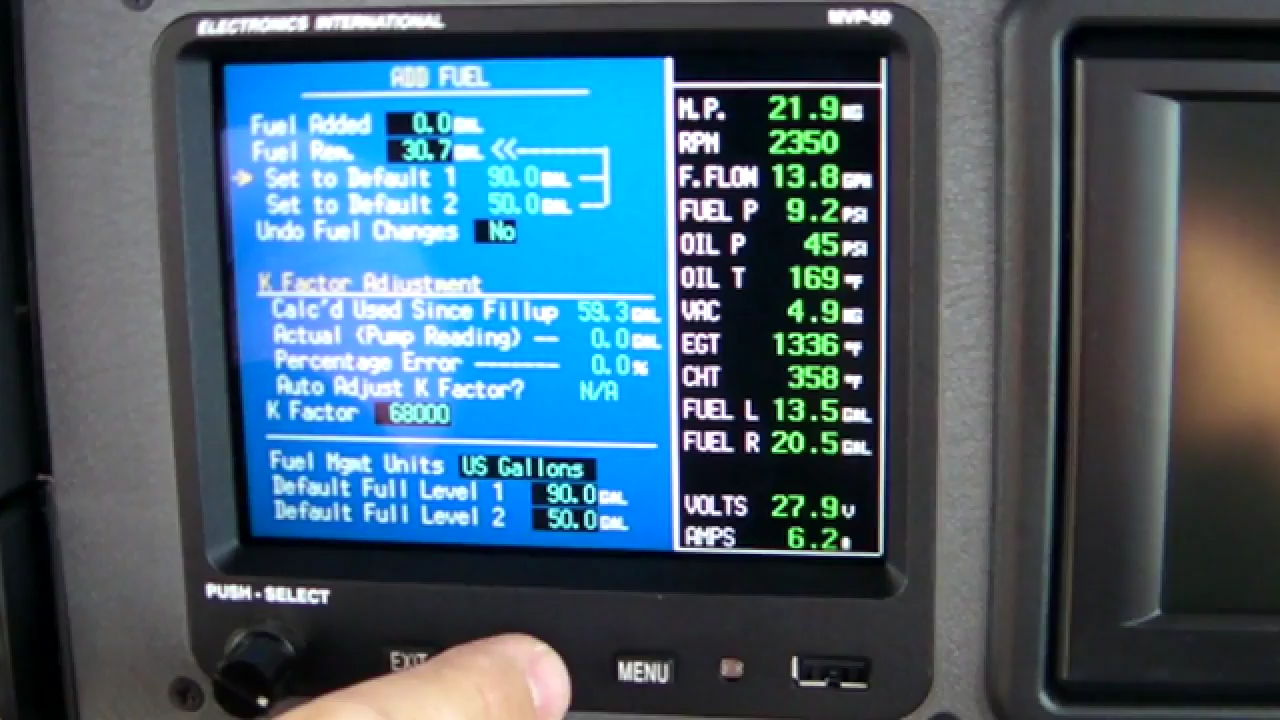 ELECTRONICS INTERNATIONAL MVP-50
ADD FUEL
Fuel Added 0.0 GAL
Fuel Rem. 30.7 GAL <<
Set to Default 1 90.0 GAL
Set to Default 2 50.0 GAL
Undo Fuel Changes No
K Factor Adjustment
Calc'd Used Since Fillup 59.3 GAL
Actual (Pump Reading) -- 0.0 GAL
Percentage Error ------- 0.0 %
Auto Adjust K Factor? N/A
K Factor 68000
Fuel Mgmt Units US Gallons
Default Full Level 1 90.0 GAL
Default Full Level 2 50.0 GAL
M.P. 21.9 HG
RPM 2350
F.FLOW 13.8 GPH
FUEL P 9.2 PSI
OIL P 45 PSI
OIL T 169 °F
VAC 4.9 HG
EGT 1336 °F
CHT 358 °F
FUEL L 13.5 GAL
FUEL R 20.5 GAL
VOLTS 27.9 V
AMPS 6.2 A
PUSH - SELECT
EXIT
MENU